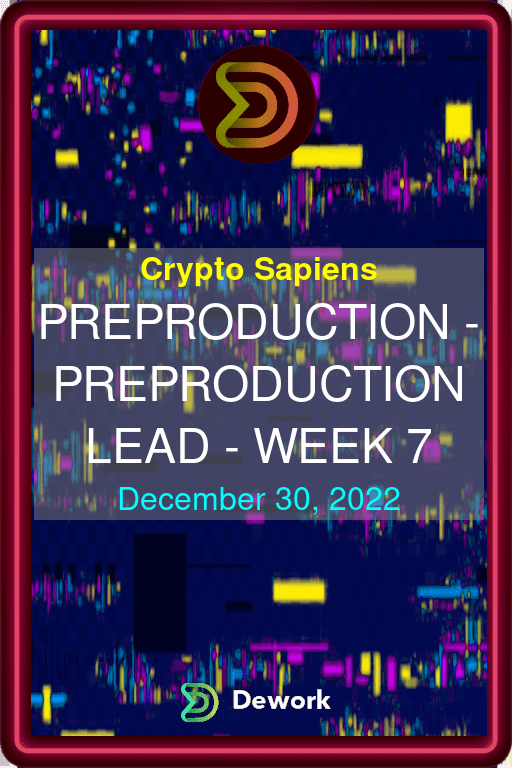 Crypto Sapiens
PREPRODUCTION -
PREPRODUCTION
LEAD - WEEK 7
December 30, 2022
Dework